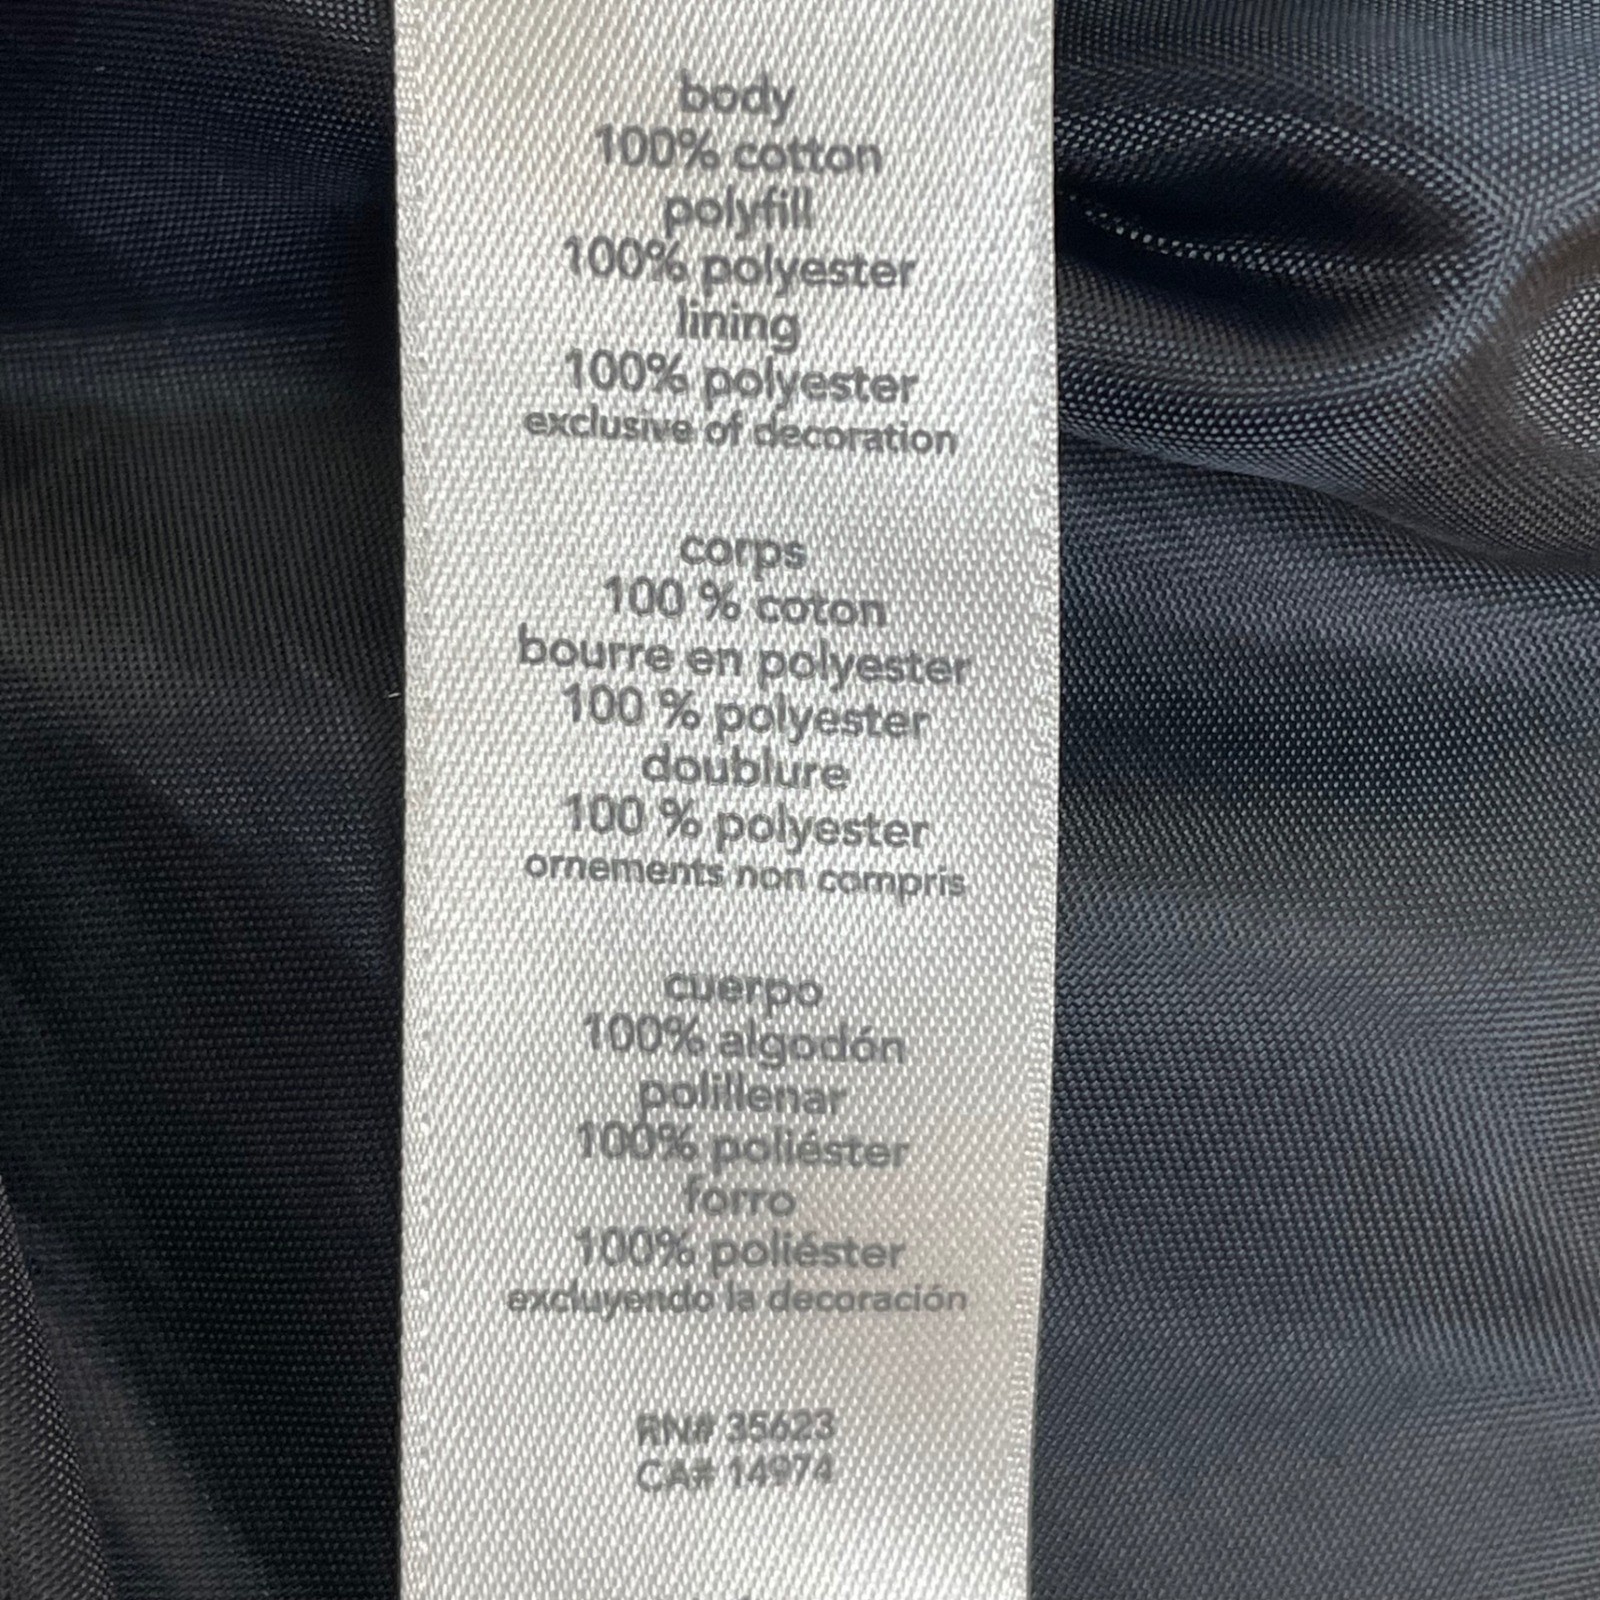 body
100% cotton
polyfill
100% polyester
lining
100% polyester
exclusive of decoration
corps
100 % coton
bourre en polyester
100 % polyester
doublure
100 % polyester
ornements non compris
cuerpo
100% algodón
polillenar
100% poliéster
forro
100% poliéster
excluyendo la decoración
RN# 35623
CA# 14974